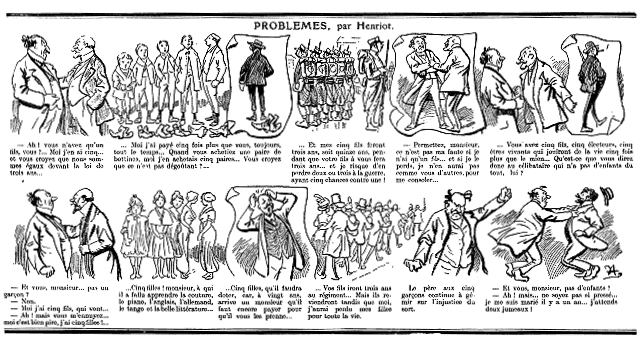 PROBLEMES, par Henriot.
— Ah! vous n'avez qu'un
fils, vous?... Moi j'en ai cinq...
et vous croyez que nous som-
mes égaux devant la loi de
trois ans...
— Moi j'ai payé cinq fois plus que vous, toujours,
tout le temps... Quand vous achetiez une paire de
bottines, moi j'en achetais cinq paires... Vous croyez
que ce n'est pas dégoûtant?...
— Et mes cinq fils feront
trois ans, soit quinze ans, pen-
dant que votre fils à vous fera
trois ans... et je risque d'en
perdre deux ou trois à la guerre,
ayant cinq chances contre une!
— Permettez, monsieur,
ce n'est pas ma faute si je
n'ai qu'un fils... et si je le
perds, je n'en aurai pas
comme vous d'autres, pour
me consoler...
— Vous avez cinq fils, cinq électeurs, cinq
êtres vivants qui jouiront de la vie cinq fois
plus que le mien... Qu'est-ce que vous direz
donc au célibataire qui n'a pas d'enfants du
tout, lui?
— Et vous, monsieur... pas un
garçon?
— Non.
— Moi j'ai cinq fils, qui vont...
— Ah! mais vous m'ennuyez...
moi c'est bien pire, j'ai cinq filles!...
...Cinq filles! monsieur, à qui
il a fallu apprendre la couture,
le piano, l'anglais, l'allemand,
le tango et la belle littérature...
...Cinq filles, qu'il faudra
doter, car, à vingt ans,
arrive un monsieur qu'il
faut encore payer pour
qu'il vous les prenne...
— Vos fils iront trois ans
au régiment... Mais ils re-
viendront tandis que moi,
j'aurai perdu mes filles
pour toute la vie.
Le père aux cinq
garçons continue à gé-
mir sur l'injustice du
sort.
— Et vous, monsieur, pas d'enfants?
— Ah! mais... ne soyez pas si pressé...
je me suis marié il y a un an... j'attends
deux jumeaux!